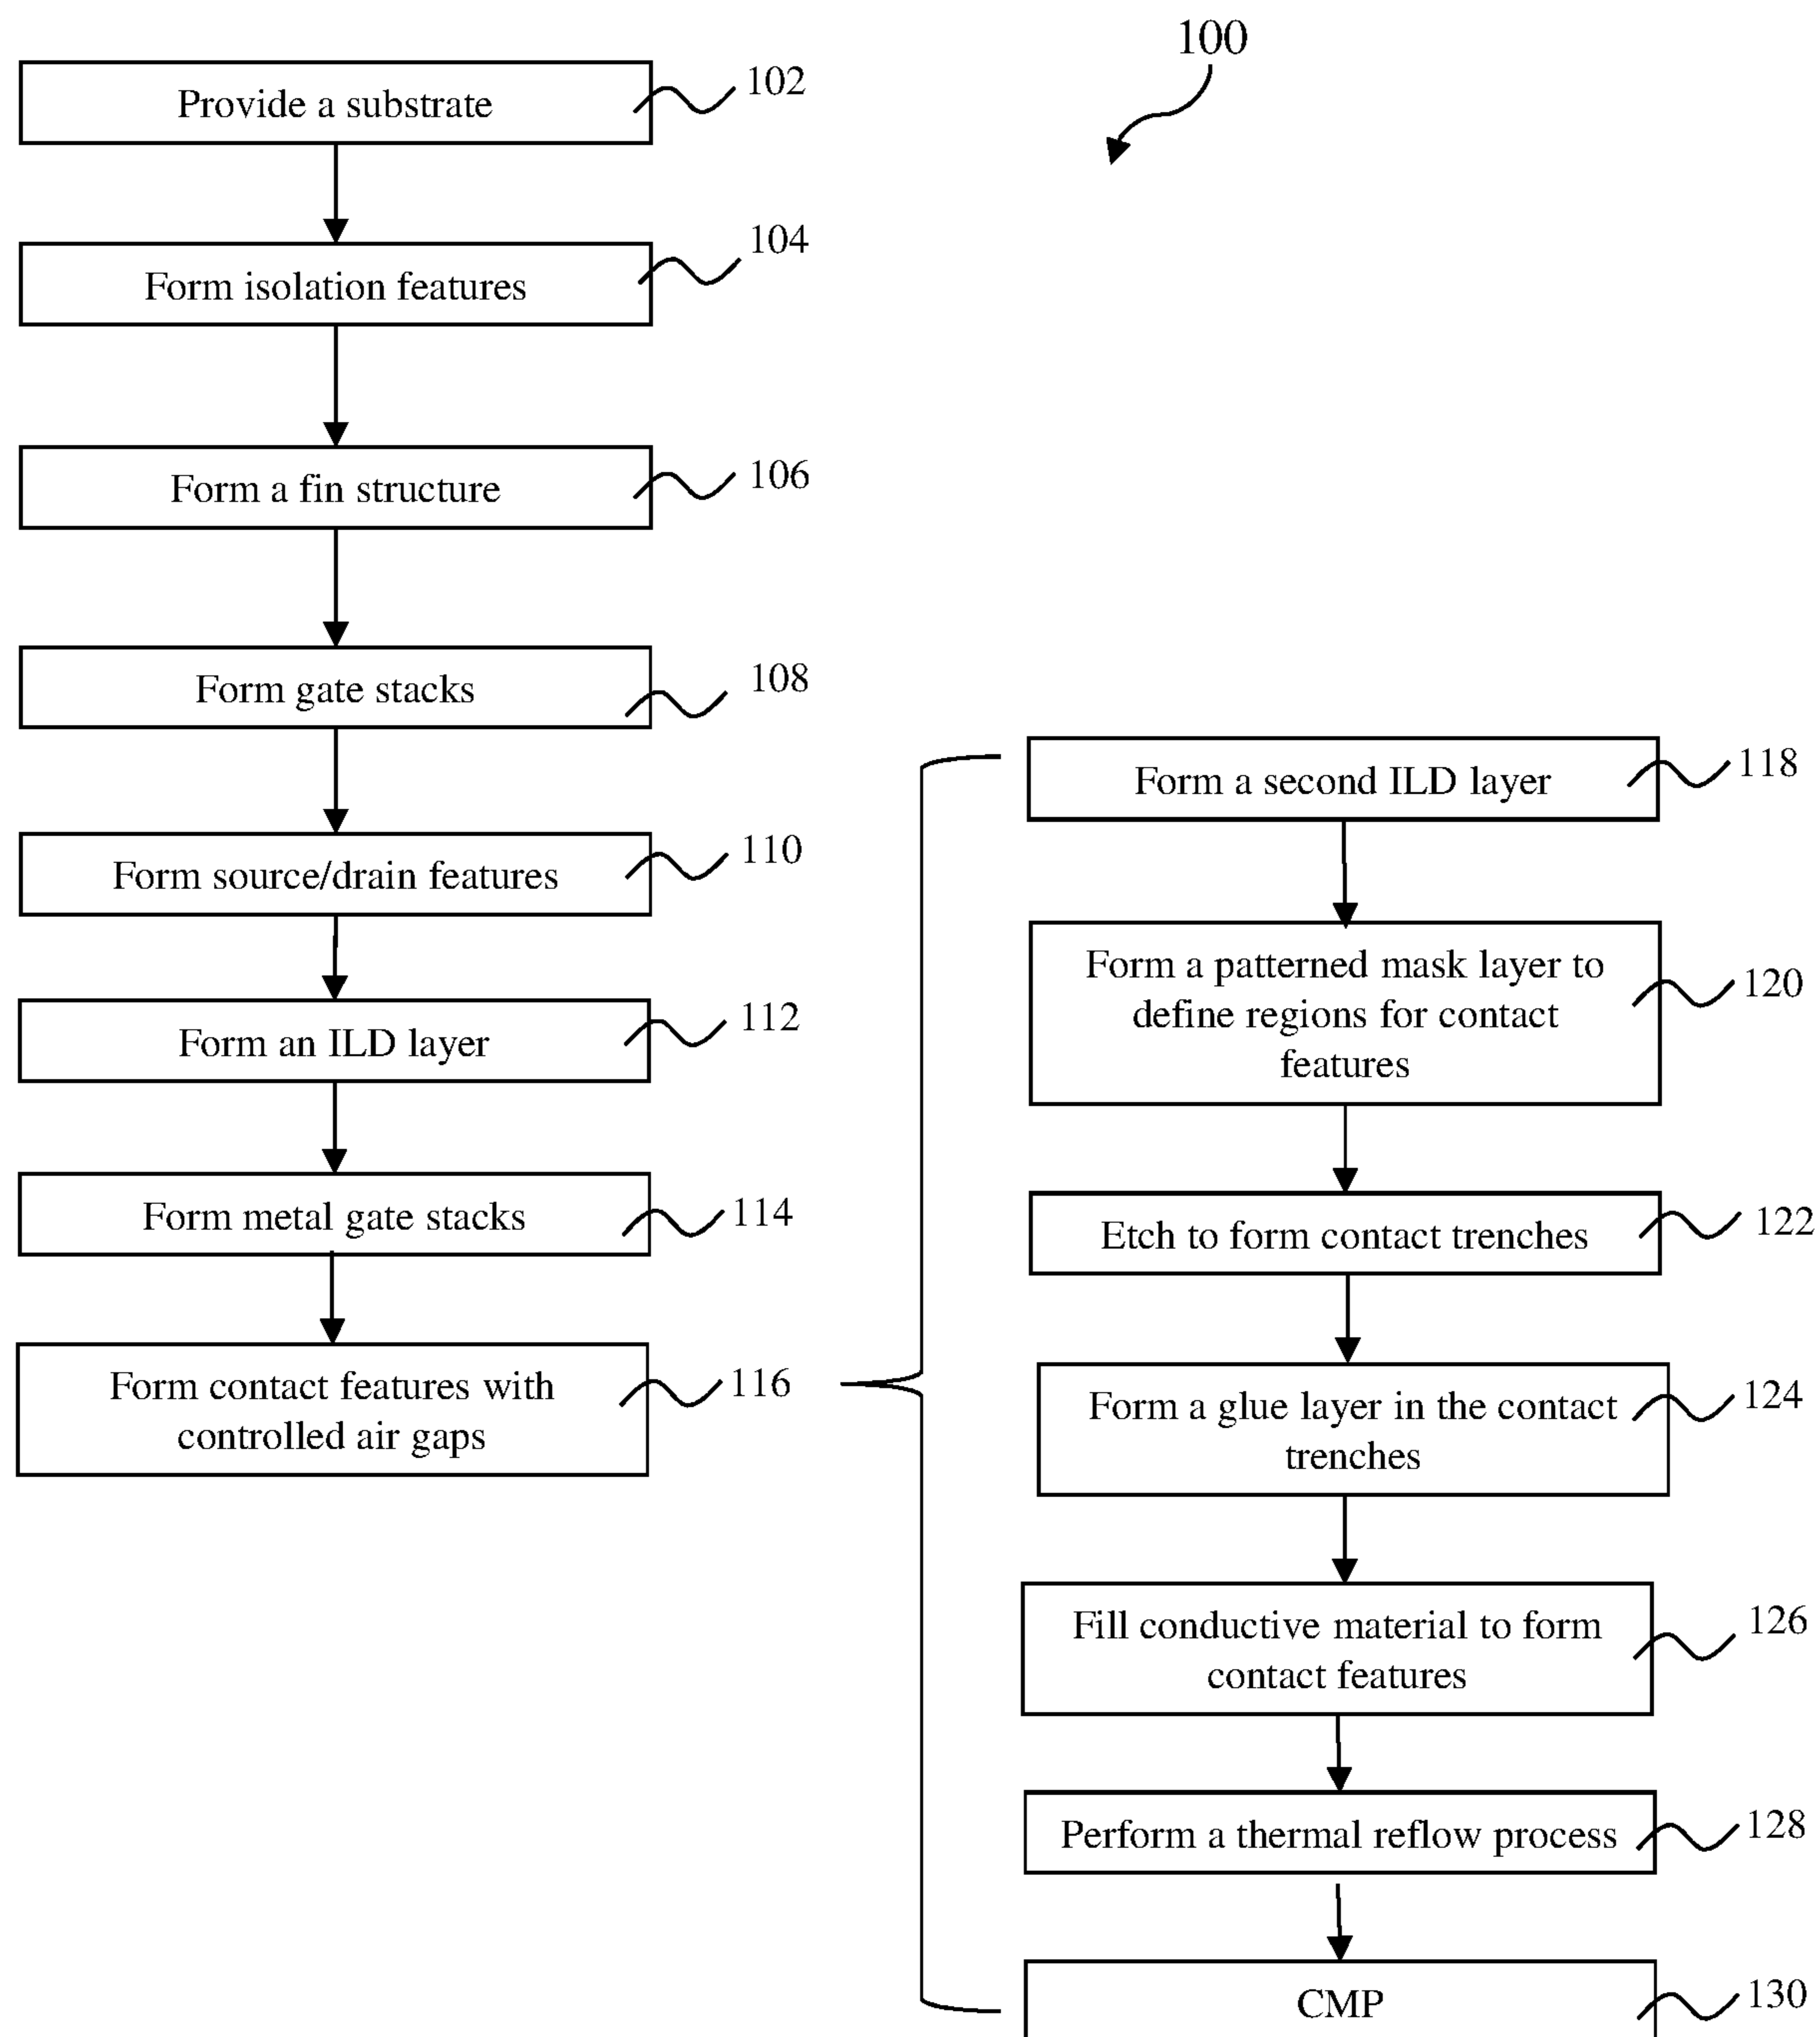 100
Provide a substrate
102
Form isolation features
104
Form a fin structure
106
Form gate stacks
108
Form source/drain features
110
Form an ILD layer
112
Form metal gate stacks
114
Form contact features with
controlled air gaps
116
Form a second ILD layer
118
Form a patterned mask layer to
define regions for contact
features
120
Etch to form contact trenches
122
Form a glue layer in the contact
trenches
124
Fill conductive material to form
contact features
126
Perform a thermal reflow process
128
CMP
130